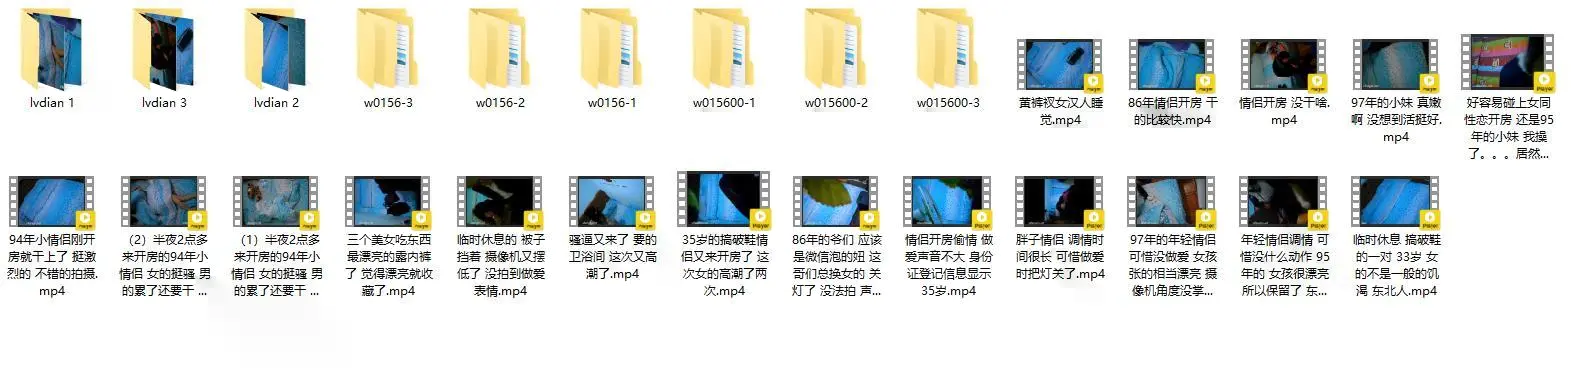 lvdian 1
lvdian 3
lvdian 2
w0156-3
w0156-2
w0156-1
w015600-1
w015600-2
w015600-3
黄裤衩女汉人睡
觉.mp4
86年情侣开房 干
的比较快.mp4
情侣开房 没干啥.
mp4
97年的小妹 真嫩
啊 没想到活挺好.
mp4
好容易碰上女同
性恋开房 还是95
年的小妹 我操
了。。。居然...
94年小情侣刚开
房就干上了 挺激
烈的 不错的拍摄.
mp4
（2）半夜2点多
来开房的94年小
情侣 女的挺骚 男
的累了还要干 ...
（1）半夜2点多
来开房的94年小
情侣 女的挺骚 男
的累了还要干 ...
三个美女吃东西
最漂亮的露内裤
了 觉得漂亮就收
藏了.mp4
临时休息的 被子
挡着 摄像机又摆
低了 没拍到做爱
表情.mp4
骚逼又来了 要的
卫浴间 这次又高
潮了.mp4
35岁的搞破鞋情
侣又来开房了 这
次女的高潮了两
次.mp4
86年的爷们 应该
是微信泡的妞 这
哥们总换女的 关
灯了 没法拍 声...
情侣开房偷情 做
爱声音不大 身份
证登记信息显示
35岁.mp4
胖子情侣 调情时
间很长 可惜做爱
时把灯关了.mp4
97年的年轻情侣
可惜没做爱 女孩
张的相当漂亮 摄
像机角度没掌...
年轻情侣调情 可
惜没什么动作 95
年的 女孩很漂亮
所以保留了 东...
临时休息 搞破鞋
的一对 33岁 女
的不是一般的饥
渴 东北人.mp4